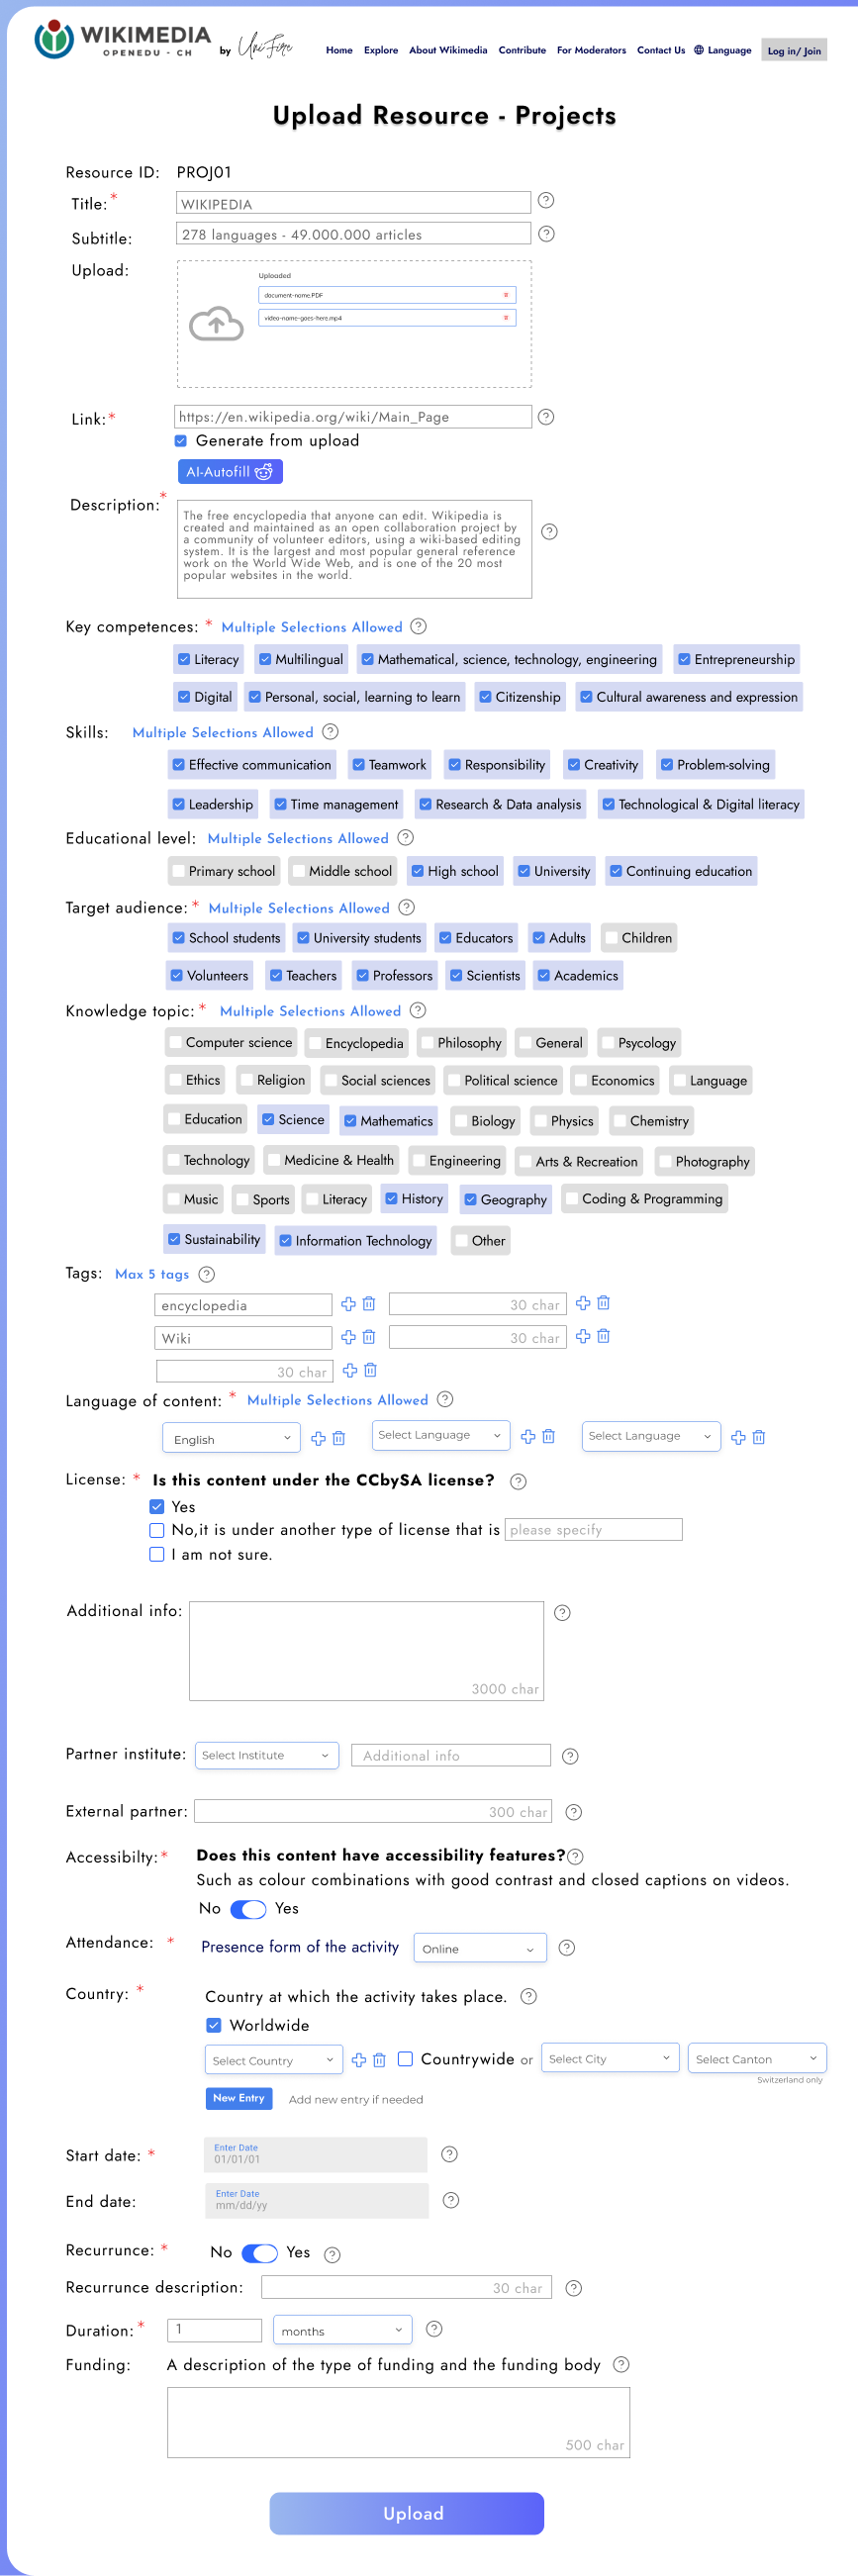 WIKIMEDIA
OPENEDU - CH
by UniFire
Home Explore About Wikimedia Contribute For Moderators Contact Us Language Log in/ Join
Upload Resource - Projects
Resource ID: PROJ01
Title:* WIKIPEDIA ?
Subtitle: 278 languages - 49.000.000 articles ?
Upload:
Uploaded
document-name.PDF
video-name-goes-here.mp4
Link:* https://en.wikipedia.org/wiki/Main_Page ?
Generate from upload
AI-Autofill
Description:*
The free encyclopedia that anyone can edit. Wikipedia is
created and maintained as an open collaboration project by
a community of volunteer editors, using a wiki-based editing
system. It is the largest and most popular general reference
work on the World Wide Web, and is one of the 20 most
popular websites in the world.
?
Key competences: * Multiple Selections Allowed ?
Literacy Multilingual Mathematical, science, technology, engineering Entrepreneurship
Digital Personal, social, learning to learn Citizenship Cultural awareness and expression
Skills: Multiple Selections Allowed ?
Effective communication Teamwork Responsibility Creativity Problem-solving
Leadership Time management Research & Data analysis Technological & Digital literacy
Educational level: Multiple Selections Allowed ?
Primary school Middle school High school University Continuing education
Target audience: * Multiple Selections Allowed ?
School students University students Educators Adults Children
Volunteers Teachers Professors Scientists Academics
Knowledge topic: * Multiple Selections Allowed ?
Computer science Encyclopedia Philosophy General Psycology
Ethics Religion Social sciences Political science Economics Language
Education Science Mathematics Biology Physics Chemistry
Technology Medicine & Health Engineering Arts & Recreation Photography
Music Sports Literacy History Geography Coding & Programming
Sustainability Information Technology Other
Tags: Max 5 tags ?
encyclopedia 30 char
Wiki 30 char
30 char
Language of content: * Multiple Selections Allowed ?
English Select Language Select Language
License: * Is this content under the CCbySA license? ?
Yes
No,it is under another type of license that is please specify
I am not sure.
Additional info: ?
3000 char
Partner institute: Select Institute Additional info ?
External partner: 300 char ?
Accessibilty:* Does this content have accessibility features? ?
Such as colour combinations with good contrast and closed captions on videos.
No Yes
Attendance: * Presence form of the activity Online ?
Country: * Country at which the activity takes place. ?
Worldwide
Select Country Countrywide or Select City Select Canton
Switzerland only
New Entry Add new entry if needed
Start date: * Enter Date ?
01/01/01
End date: Enter Date ?
mm/dd/yy
Recurrunce: * No Yes ?
Recurrunce description: 30 char ?
Duration:* 1 months ?
Funding: A description of the type of funding and the funding body ?
500 char
Upload